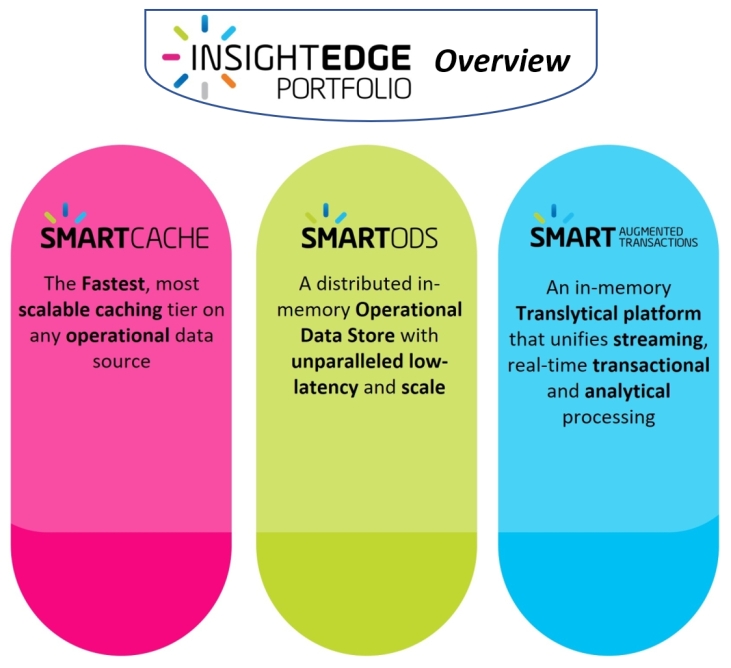 INSIGHTEDGE
PORTFOLIO
Overview
SMARTCACHE
The Fastest, most
scalable caching tier on
any operational data
source
SMARTODS
A distributed in-
memory Operational
Data Store with
unparalleled low-
latency and scale
SMART AUGMENTED
TRANSACTIONS
An in-memory
Translytical platform
that unifies streaming,
real-time transactional
and analytical
processing